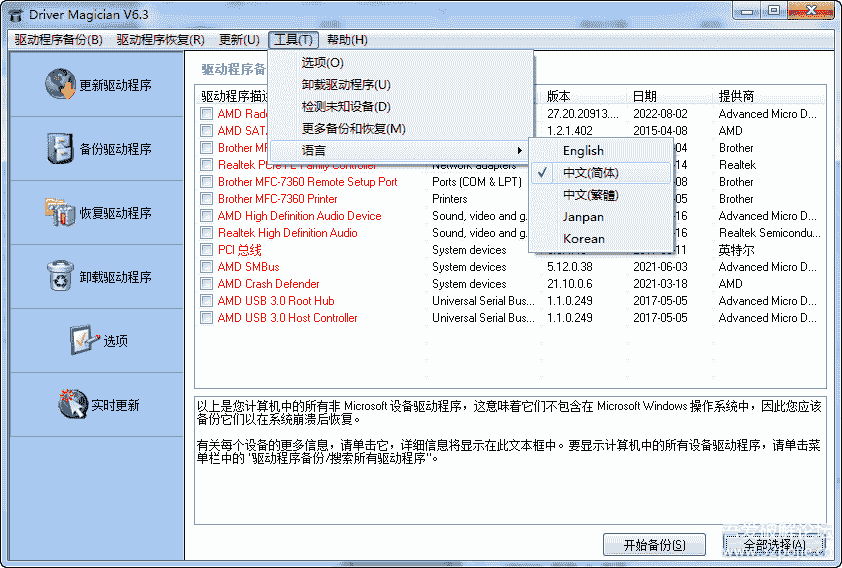 Driver Magician V6.3
驱动程序备份(B) 驱动程序恢复(R) 更新(U) 工具(T) 帮助(H)
选项(O)
卸载驱动程序(U)
检测未知设备(D)
更多备份和恢复(M)
语言
English
中文(简体)
中文(繁體)
Janpan
Korean
更新驱动程序
备份驱动程序
恢复驱动程序
卸载驱动程序
选项
实时更新
驱动程序备
驱动程序描述 版本 日期 提供商
AMD 27.20.20913... 2022-08-02 Advanced Micro D...
AMD SATA 1.2.1.402 2015-04-08 AMD
Brother Brother
Realtek PCIe FE Family Controller Network adapters Realtek
Brother MFC-7360 Remote Setup Port Ports (COM & LPT) Brother
Brother MFC-7360 Printer Printers Brother
AMD High Definition Audio Device Sound, video and g... Advanced Micro D...
Realtek High Definition Audio Sound, video and g... Realtek Semicondu...
PCI 总线 System devices 英特尔
AMD SMBus System devices 5.12.0.38 2021-06-03 Advanced Micro D...
AMD Crash Defender System devices 21.10.0.6 2021-03-18 AMD
AMD USB 3.0 Root Hub Universal Serial Bus... 1.1.0.249 2017-05-05 Advanced Micro D...
AMD USB 3.0 Host Controller Universal Serial Bus... 1.1.0.249 2017-05-05 Advanced Micro D...
以上是您计算机中的所有非 Microsoft 设备驱动程序，这意味着它们不包含在 Microsoft Windows 操作系统中，因此您应该
备份它们以在系统崩溃后恢复。
有关每个设备的更多信息，请单击它，详细信息将显示在此文本框中。要显示计算机中的所有设备驱动程序，请单击菜
单栏中的 "驱动程序备份/搜索所有驱动程序"。
开始备份(S) 全部选择(A)
吾爱破解论坛
www.52pojie.cn